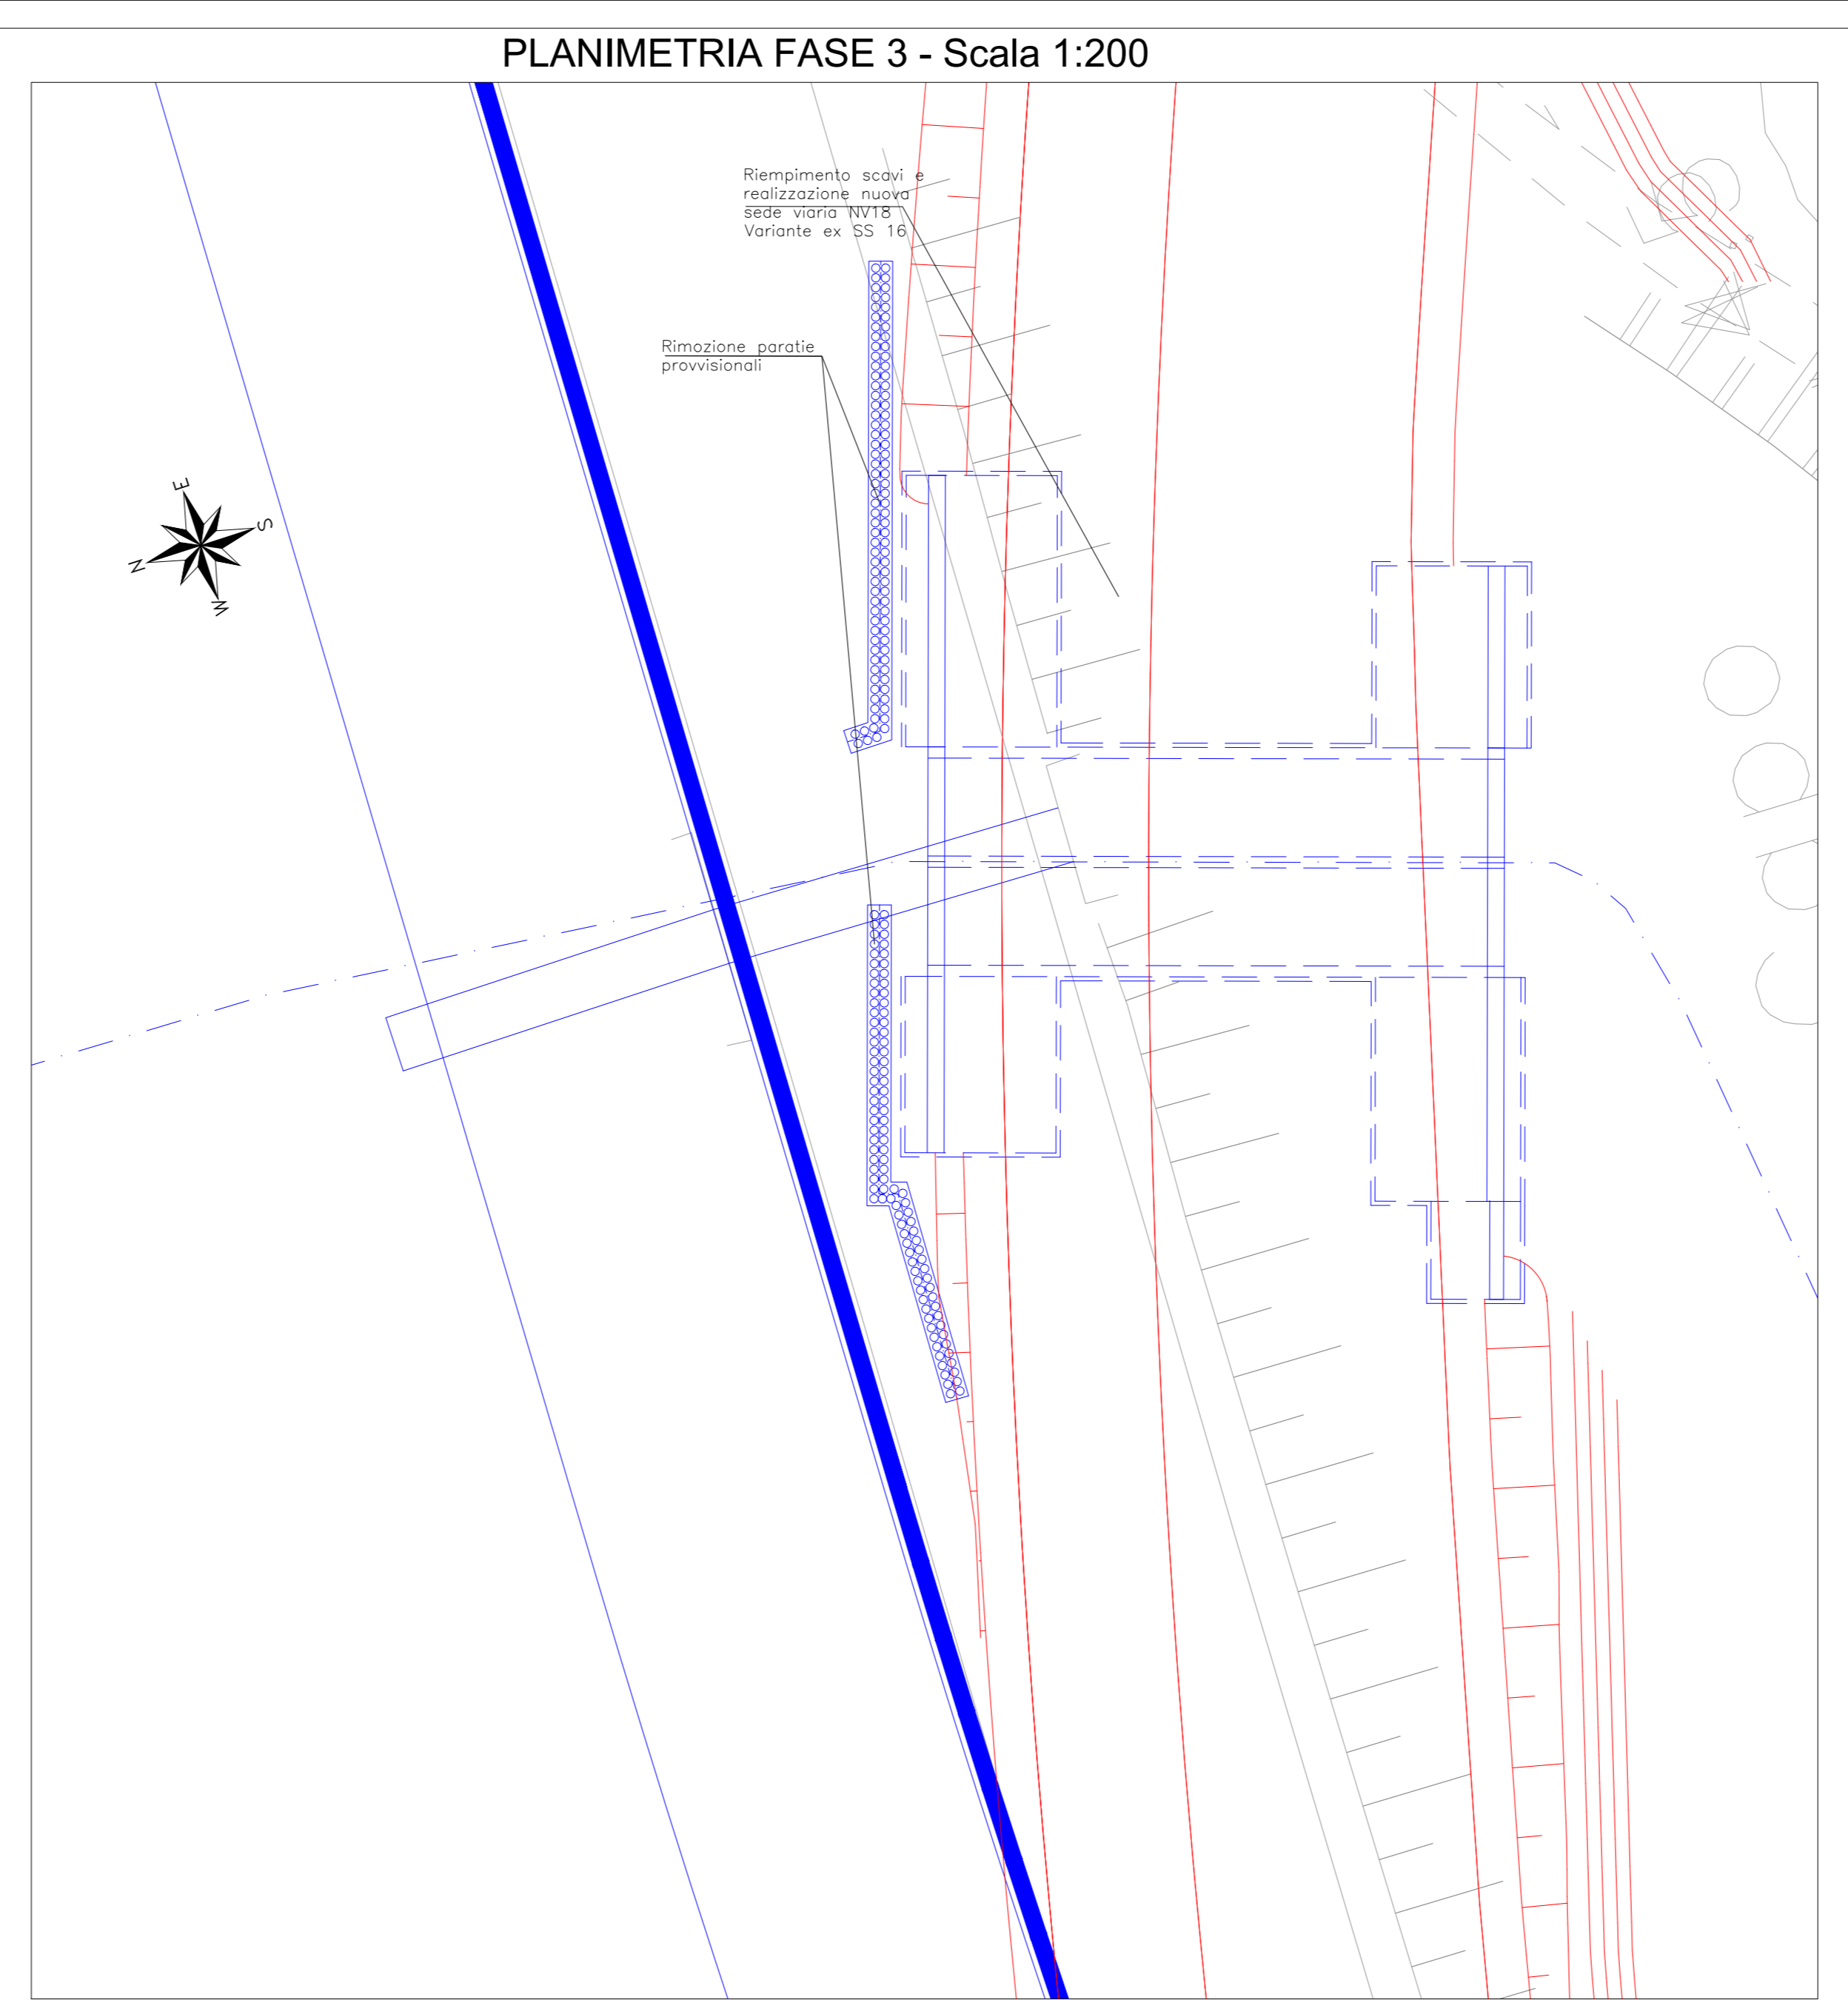 PLANIMETRIA FASE 3 - Scala 1:200
Riempimento scavi e
realizzazione nuova
sede viaria NV18
Variante ex SS 16
Rimozione paratie
provvisionali
E
S
N
W